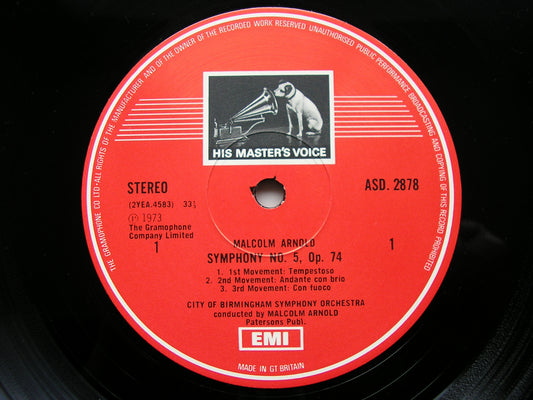 THE GRAMOPHONE CO LTD · ALL RIGHTS OF THE MANUFACTURER AND OF THE OWNER OF THE RECORDED WORK RESERVED UNAUTHORISED PUBLIC PERFORMANCE BROADCASTING AND COPYING OF THIS RECORD PROHIBITED
HIS MASTER'S VOICE
STEREO
ASD. 2878
(2YEA.4583) 33⅓
℗ 1973
The Gramophone
Company Limited
1
1
MALCOLM ARNOLD
SYMPHONY NO. 5, Op. 74
1. 1st Movement: Tempestoso
2. 2nd Movement: Andante con brio
3. 3rd Movement: Con fuoco
CITY OF BIRMINGHAM SYMPHONY ORCHESTRA
conducted by MALCOLM ARNOLD
Patersons Publ.
EMI
MADE IN GT BRITAIN